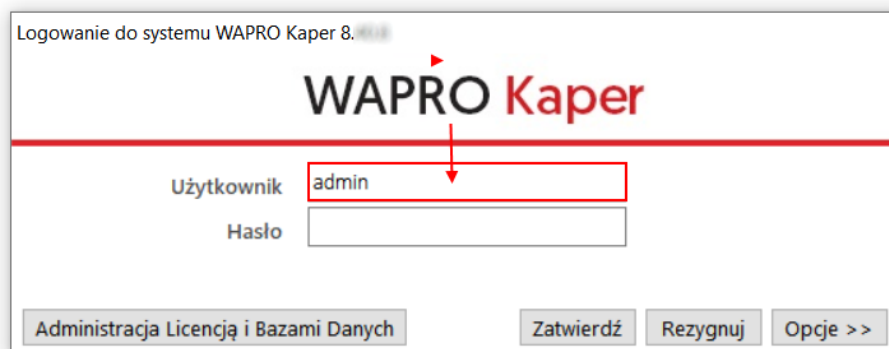 Logowanie do systemu WAPRO Kaper 8.
WAPRO Kaper
Użytkownik admin
Hasło
Administracja Licencją i Bazami Danych Zatwierdź Rezygnuj Opcje >>